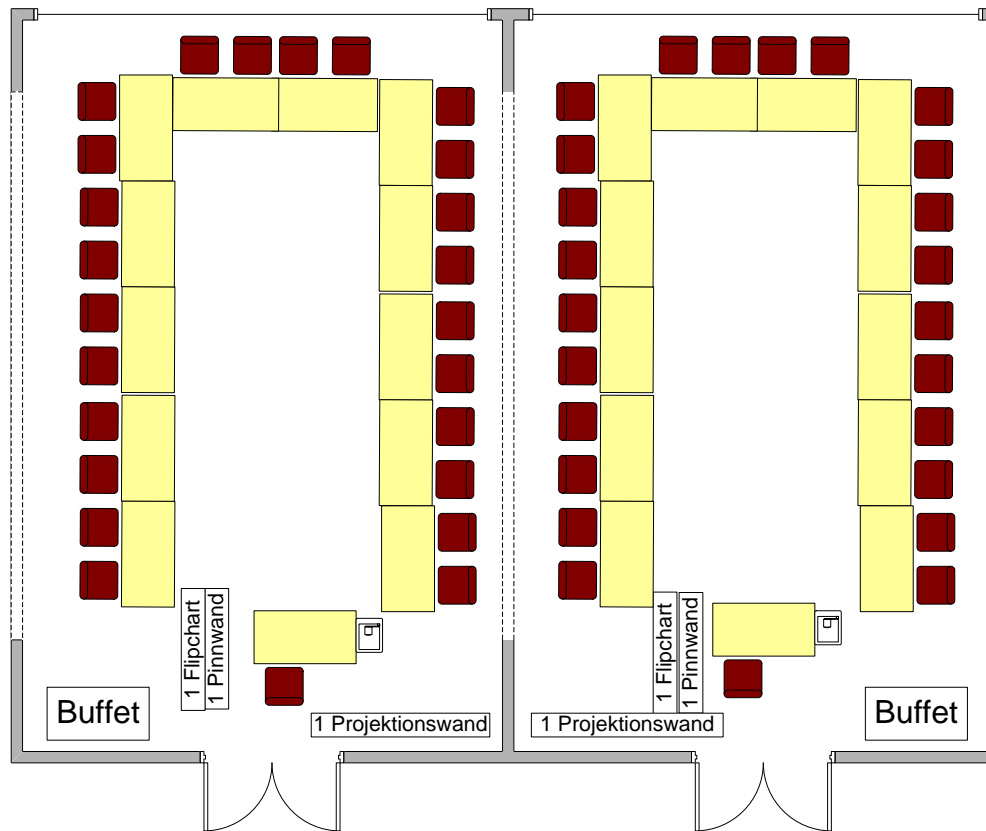 1 Flipchart
1 Pinnwand
Buffet
1 Projektionswand
1 Flipchart
1 Pinnwand
1 Projektionswand
Buffet